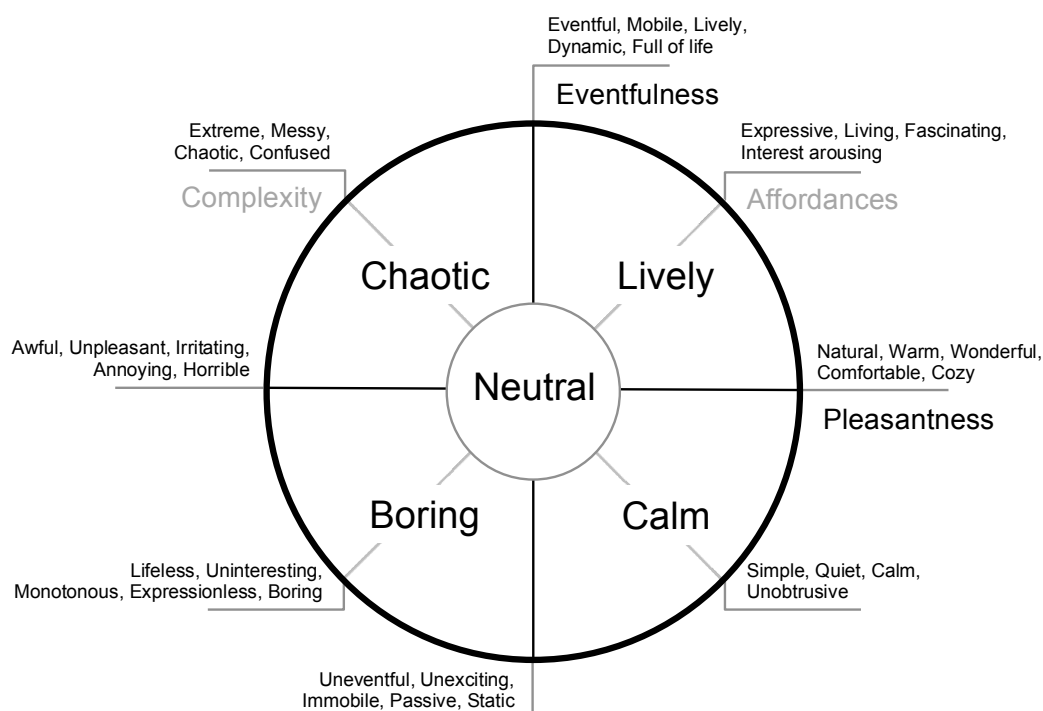 Eventful, Mobile, Lively,
Dynamic, Full of life
Eventfulness
Extreme, Messy,
Chaotic, Confused
Complexity
Expressive, Living, Fascinating,
Interest arousing
Affordances
Chaotic
Lively
Awful, Unpleasant, Irritating,
Annoying, Horrible
Neutral
Natural, Warm, Wonderful,
Comfortable, Cozy
Pleasantness
Boring
Calm
Lifeless, Uninteresting,
Monotonous, Expressionless, Boring
Simple, Quiet, Calm,
Unobtrusive
Uneventful, Unexciting,
Immobile, Passive, Static